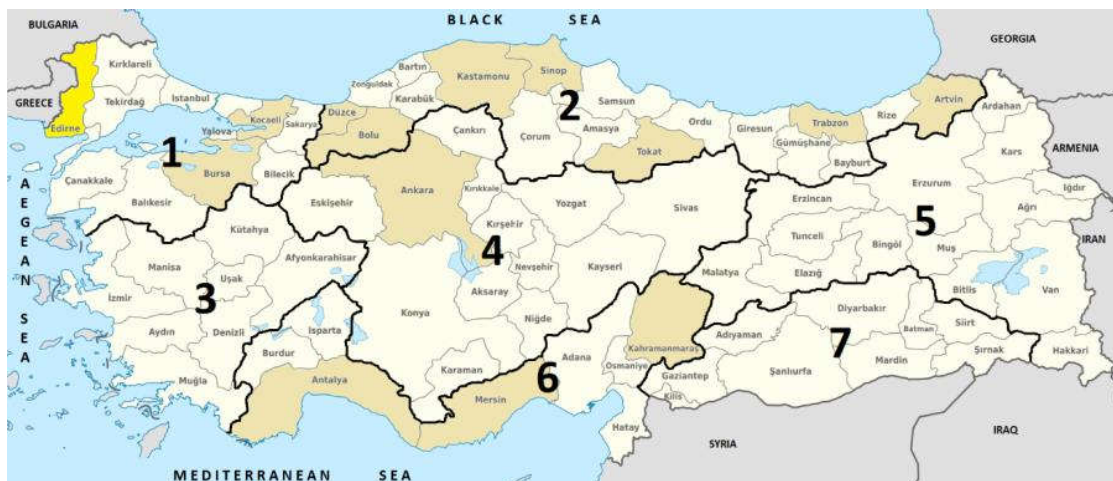 BULGARIA
BLACK SEA
GEORGIA
Kırklareli
Bartın
Sinop
Kastamonu
Zonguldak
Karabük
GREECE
Tekirdağ
Istanbul
Edirne
Kocaeli
Yalova
Sakarya
Düzce
Bolu
Çankırı
2
Samsun
Çorum
Amasya
Ordu
Giresun
Trabzon
Rize
Artvin
Ardahan
Tokat
Gümüşhane
Bayburt
Kars
ARMENIA
1
Çanakkale
Balıkesir
Bursa
Bilecik
Eskişehir
Ankara
Kırıkkale
Yozgat
Sivas
Erzincan
Erzurum
Iğdır
Ağrı
AEGEAN SEA
Kütahya
Manisa
Uşak
Afyonkarahisar
Kırşehir
4
Nevşehir
Kayseri
Tunceli
Bingöl
5
Muş
IRAN
Malatya
Elazığ
Bitlis
Van
İzmir
3
Aydın
Denizli
Isparta
Burdur
Konya
Aksaray
Niğde
Kahramanmaraş
Adıyaman
Diyarbakır
7
Batman
Siirt
Mardin
Şırnak
Hakkari
Muğla
Antalya
Karaman
Mersin
6
Adana
Osmaniye
Gaziantep
Kilis
Şanlıurfa
Hatay
SYRIA
IRAQ
MEDITERRANEAN SEA